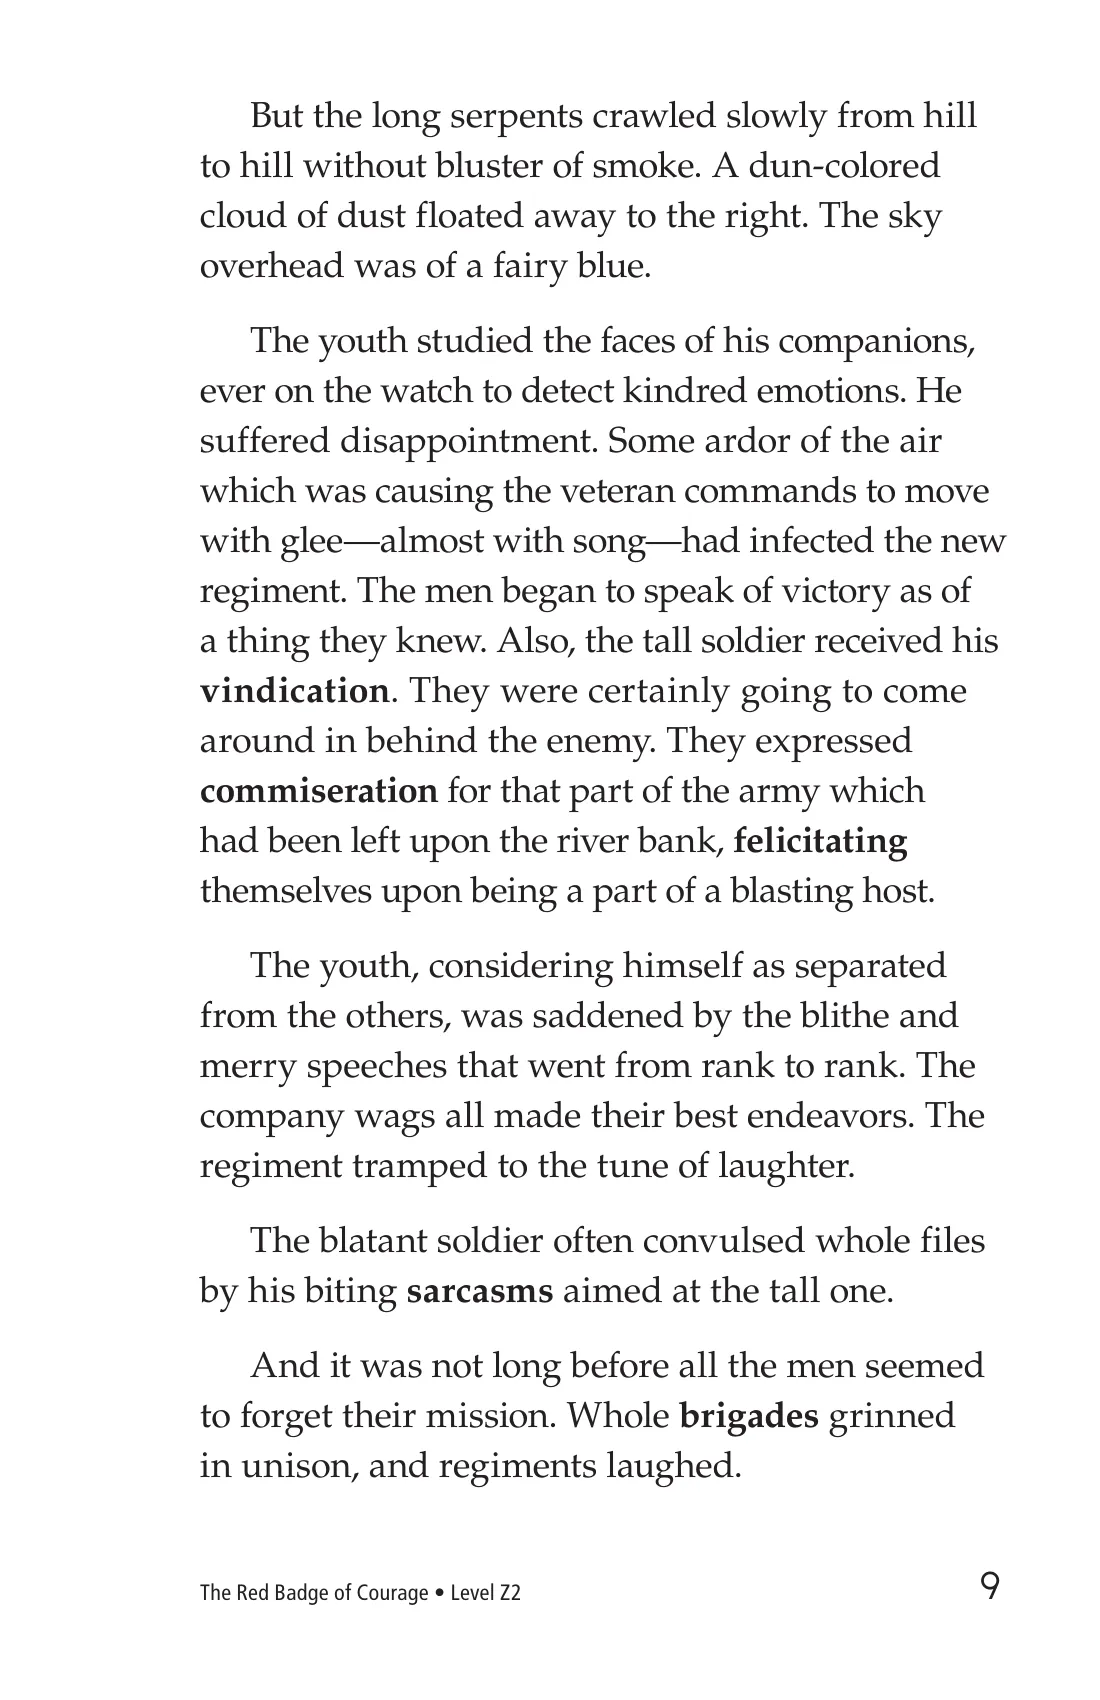 But the long serpents crawled slowly from hill
to hill without bluster of smoke. A dun-colored
cloud of dust floated away to the right. The sky
overhead was of a fairy blue.
The youth studied the faces of his companions,
ever on the watch to detect kindred emotions. He
suffered disappointment. Some ardor of the air
which was causing the veteran commands to move
with glee—almost with song—had infected the new
regiment. The men began to speak of victory as of
a thing they knew. Also, the tall soldier received his
vindication. They were certainly going to come
around in behind the enemy. They expressed
commiseration for that part of the army which
had been left upon the river bank, felicitating
themselves upon being a part of a blasting host.
The youth, considering himself as separated
from the others, was saddened by the blithe and
merry speeches that went from rank to rank. The
company wags all made their best endeavors. The
regiment tramped to the tune of laughter.
The blatant soldier often convulsed whole files
by his biting sarcasms aimed at the tall one.
And it was not long before all the men seemed
to forget their mission. Whole brigades grinned
in unison, and regiments laughed.
The Red Badge of Courage • Level Z2 9